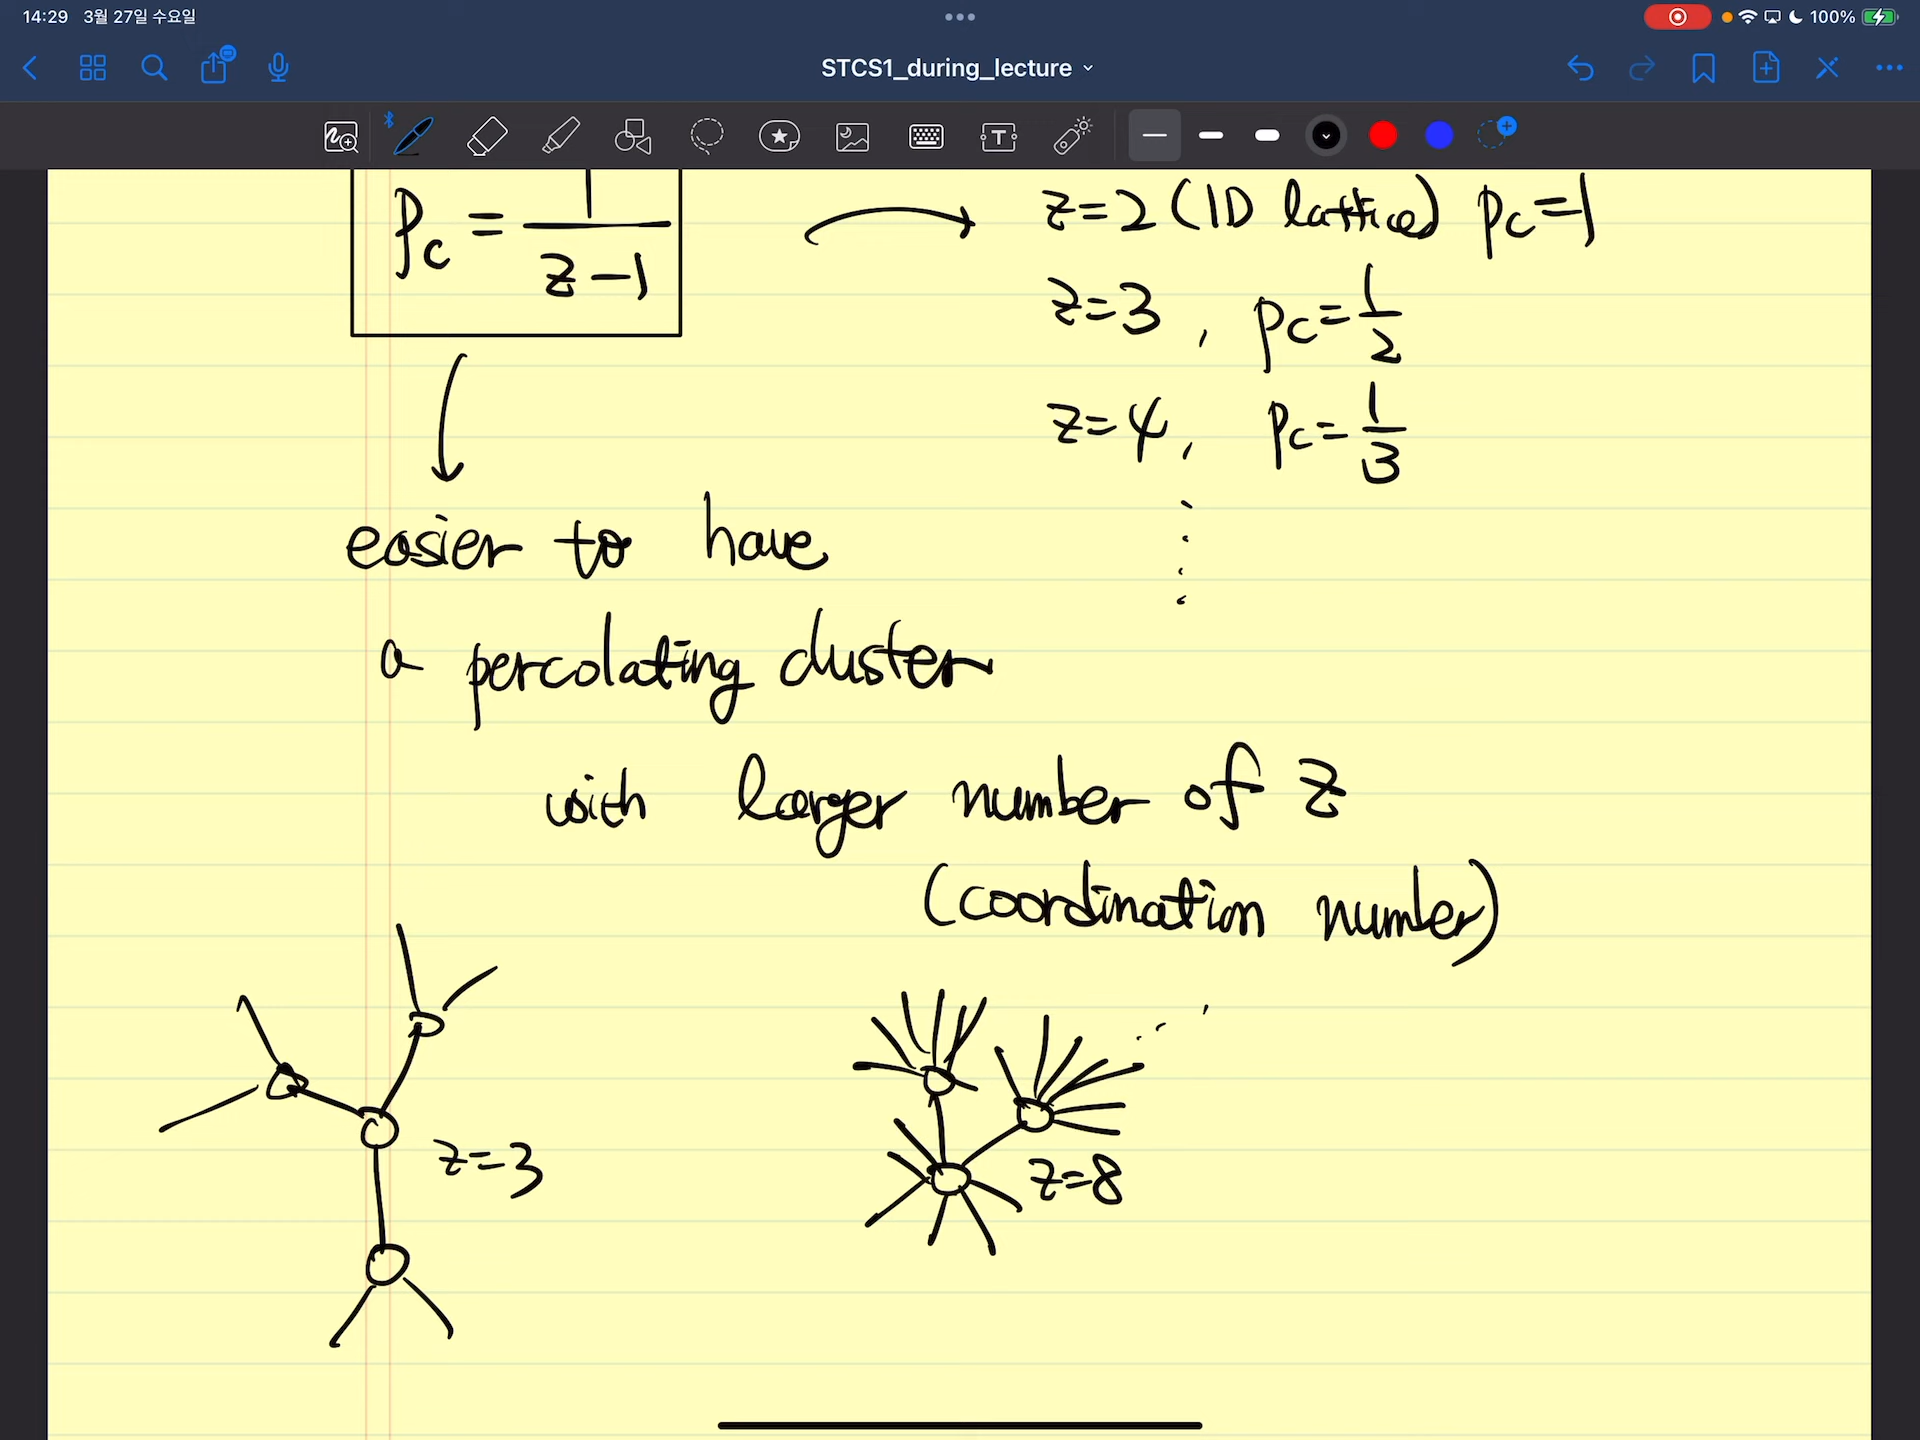 14:29 3월 27일 수요일
100%
STCS1_during_lecture
T
Pc = 1/(z-1)
z=2 (1D lattice) pc=1
z=3, pc=1/2
z=4, pc=1/3
easier to have
a percolating cluster
with larger number of z
(coordination number)
z=3
z=8